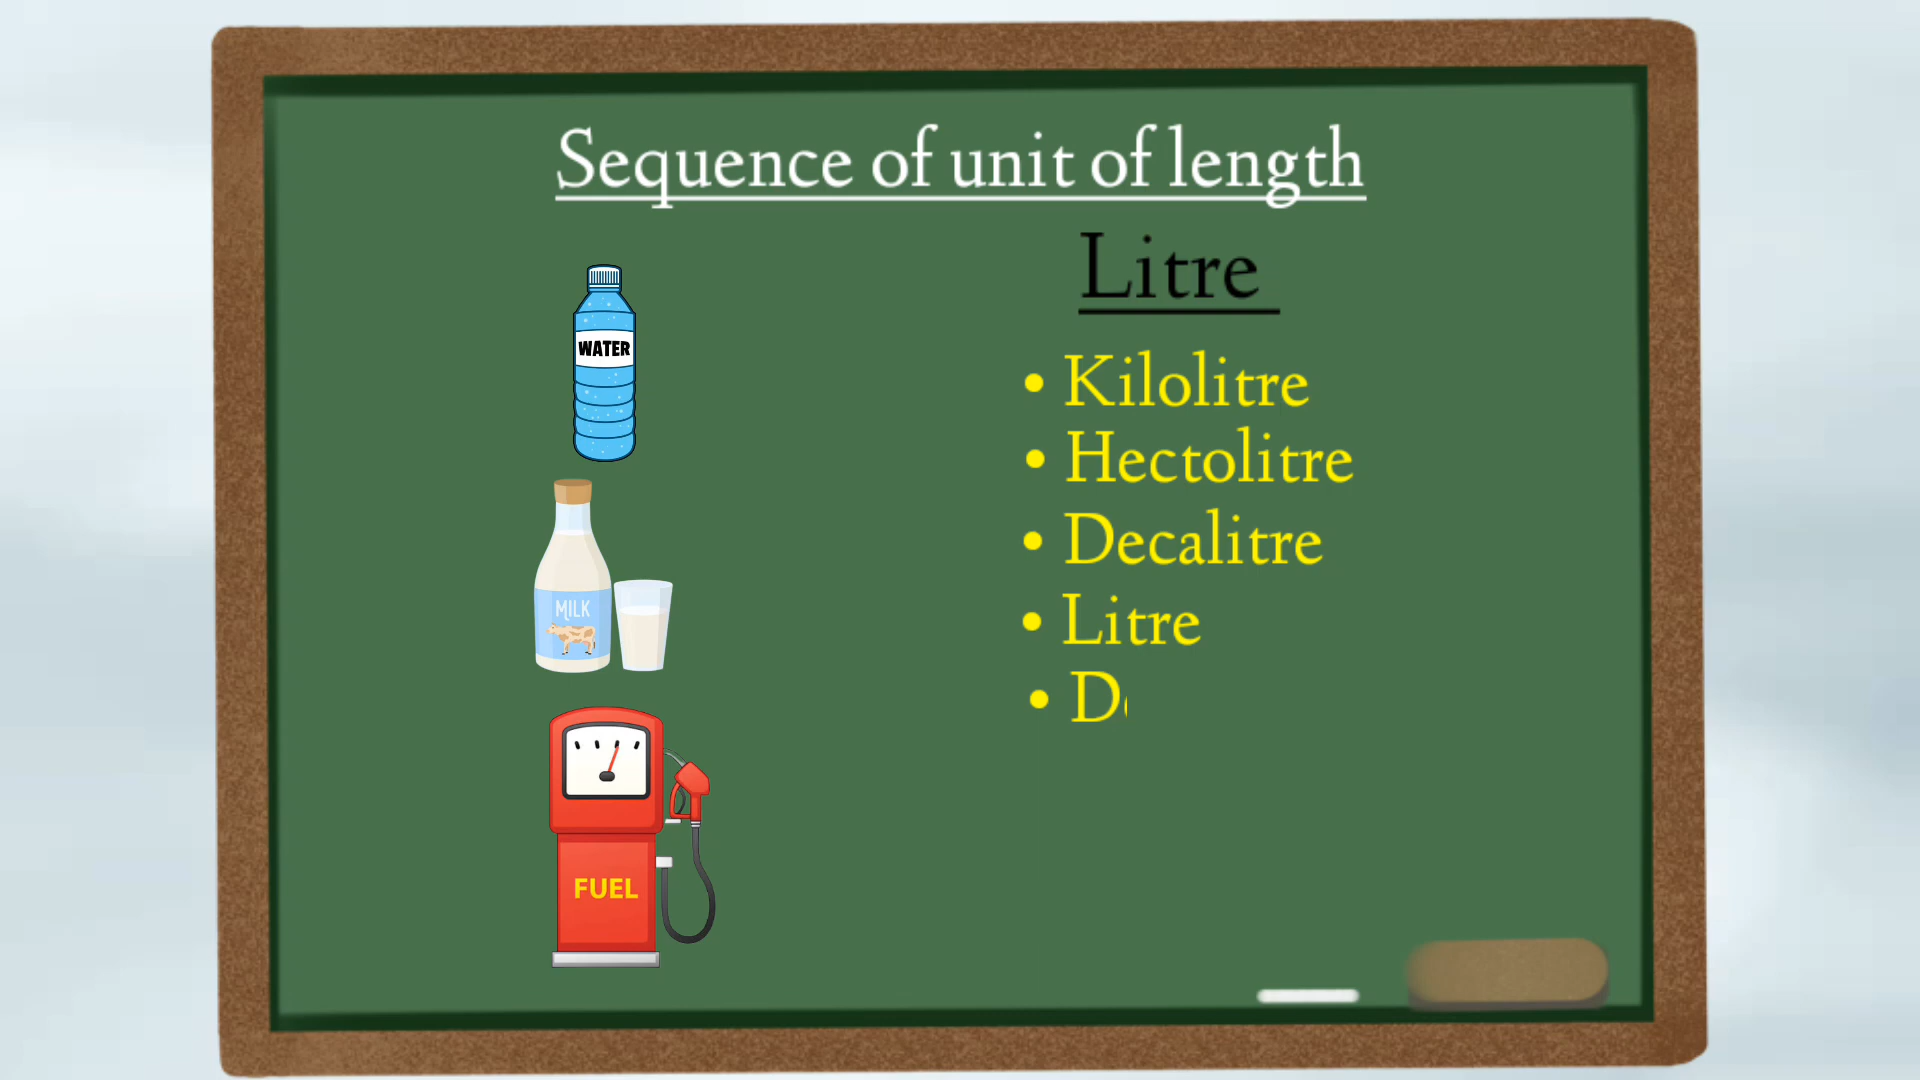 Sequence of unit of length
Litre
• Kilolitre
• Hectolitre
• Decalitre
• Litre
• D
WATER
MILK
FUEL